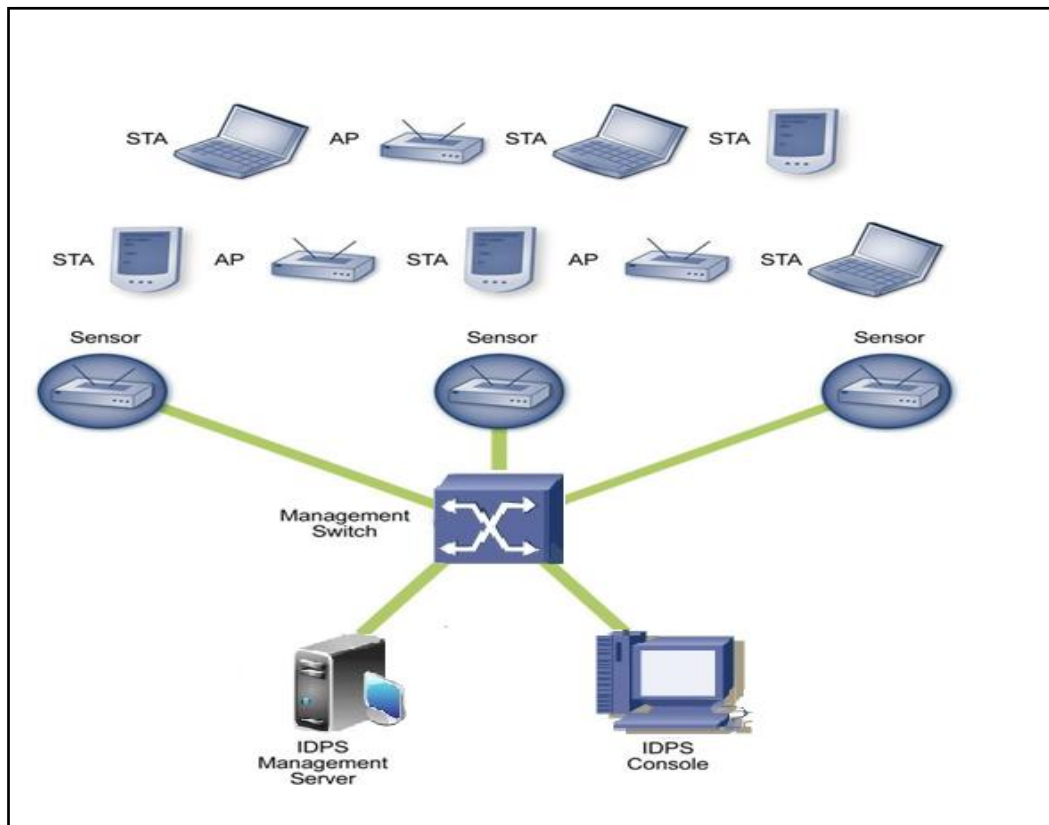 STA AP STA STA
STA AP STA AP STA
Sensor Sensor Sensor
Management
Switch
IDPS
Management
Server
IDPS
Console